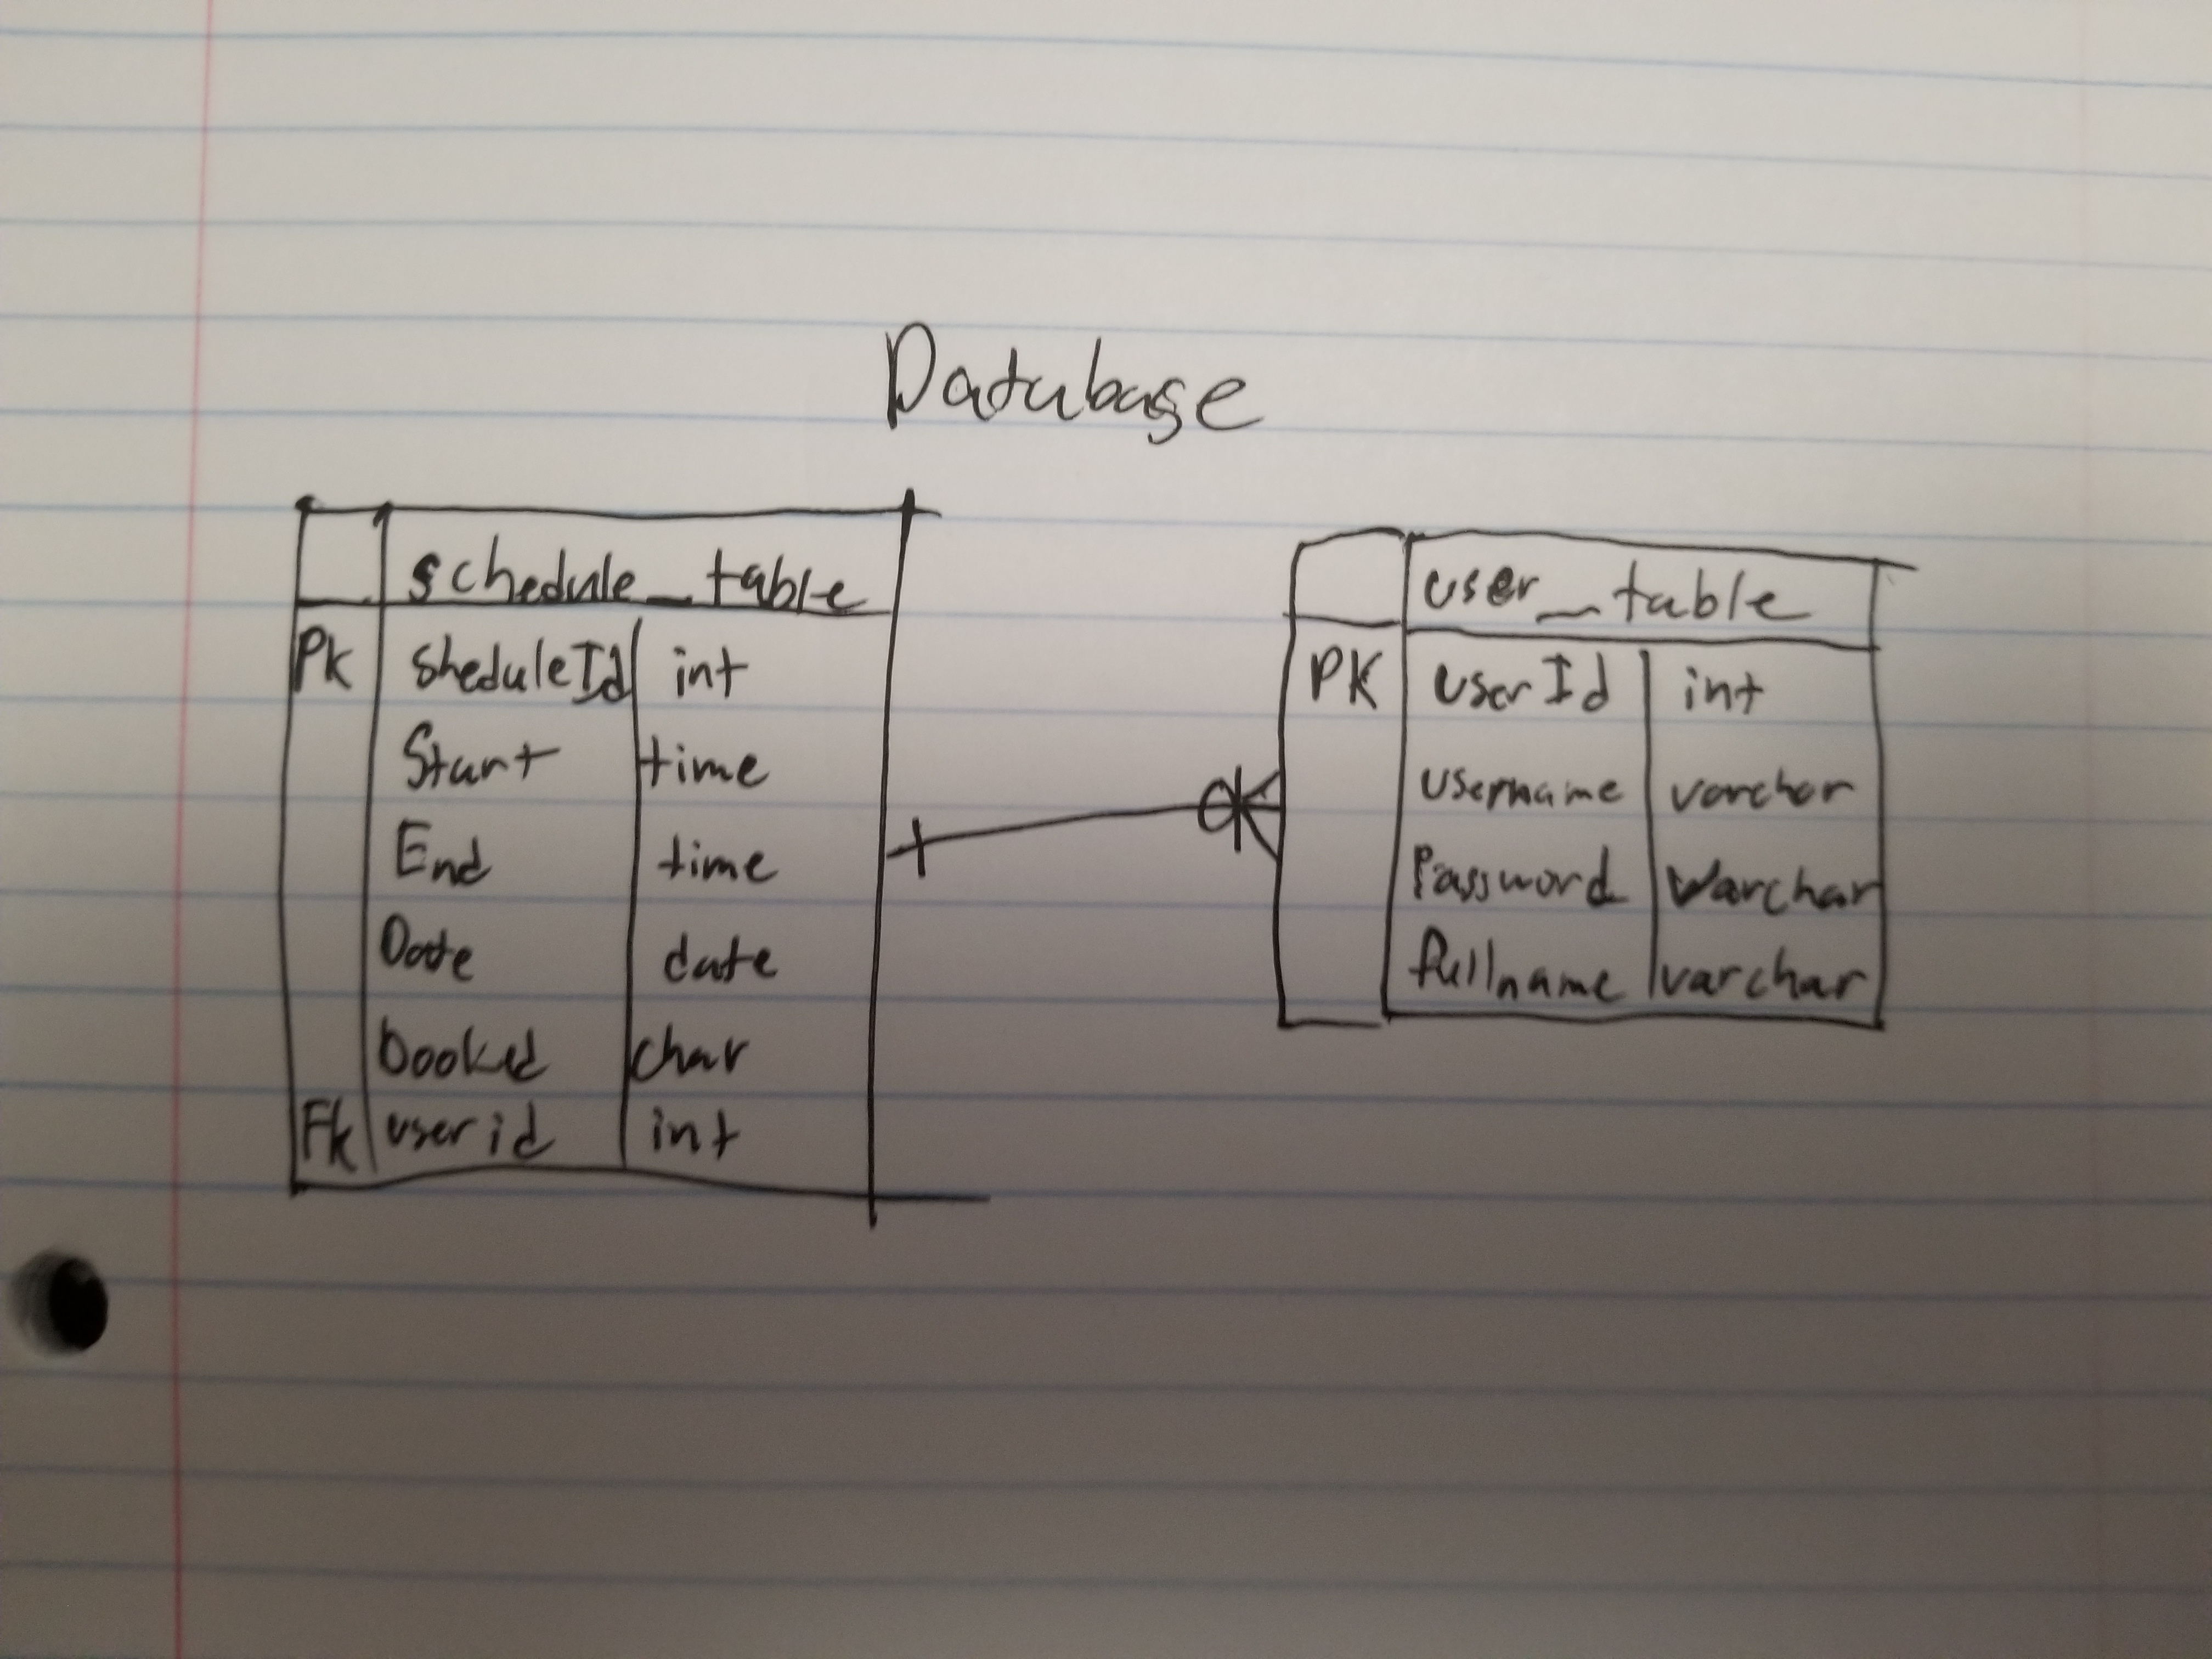 Database
schedule_table
Pk sheduleId int
Start time
End time
Date date
booked char
Fk userid int
user_table
PK userId int
username varchar
Password varchar
fullname varchar